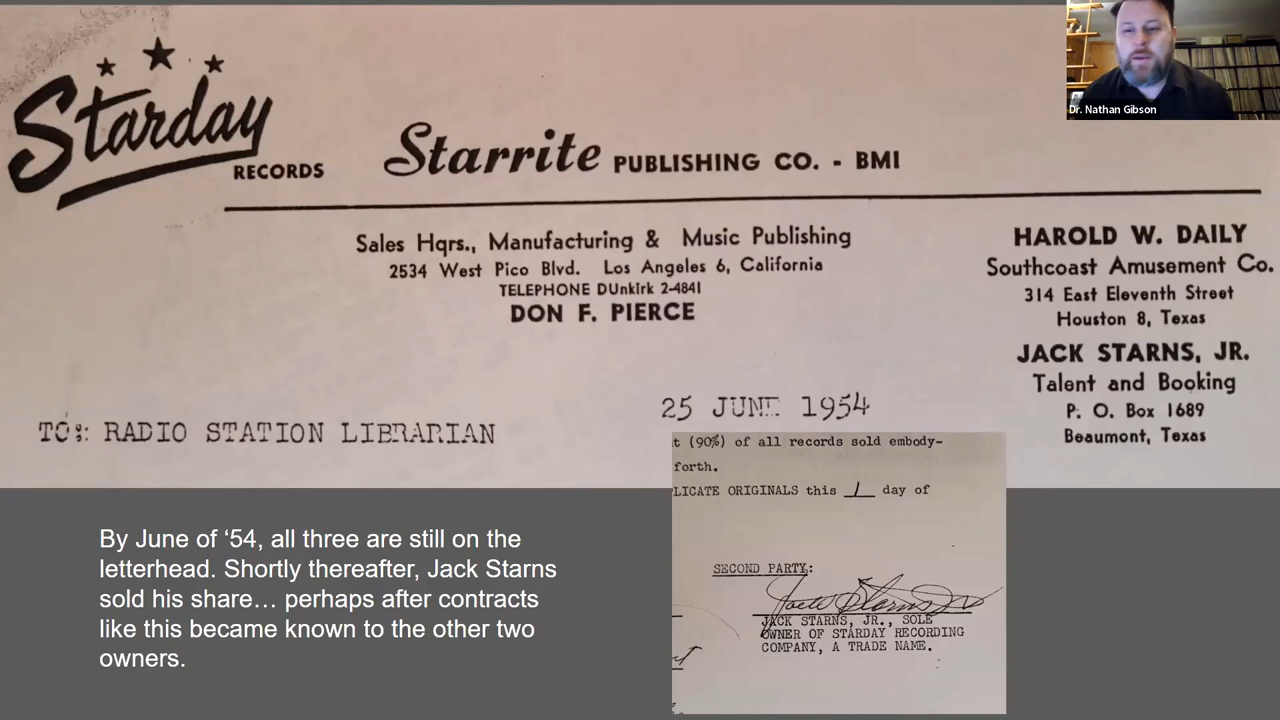 Starday
RECORDS
Starrite PUBLISHING CO. - BMI
Sales Hqrs., Manufacturing & Music Publishing
2534 West Pico Blvd. Los Angeles 6, California
TELEPHONE DUnkirk 2-4841
DON F. PIERCE
HAROLD W. DAILY
Southcoast Amusement Co.
314 East Eleventh Street
Houston 8, Texas
JACK STARNS, JR.
Talent and Booking
P. O. Box 1689
Beaumont, Texas
25 JUNE 1954
TO: RADIO STATION LIBRARIAN
t (90%) of all records sold embody-
forth.
LICATE ORIGINALS this 1 day of
SECOND PARTY:
Jack Starns Jr
JACK STARNS, JR., SOLE
OWNER OF STARDAY RECORDING
COMPANY, A TRADE NAME.
By June of ‘54, all three are still on the
letterhead. Shortly thereafter, Jack Starns
sold his share… perhaps after contracts
like this became known to the other two
owners.
Dr. Nathan Gibson